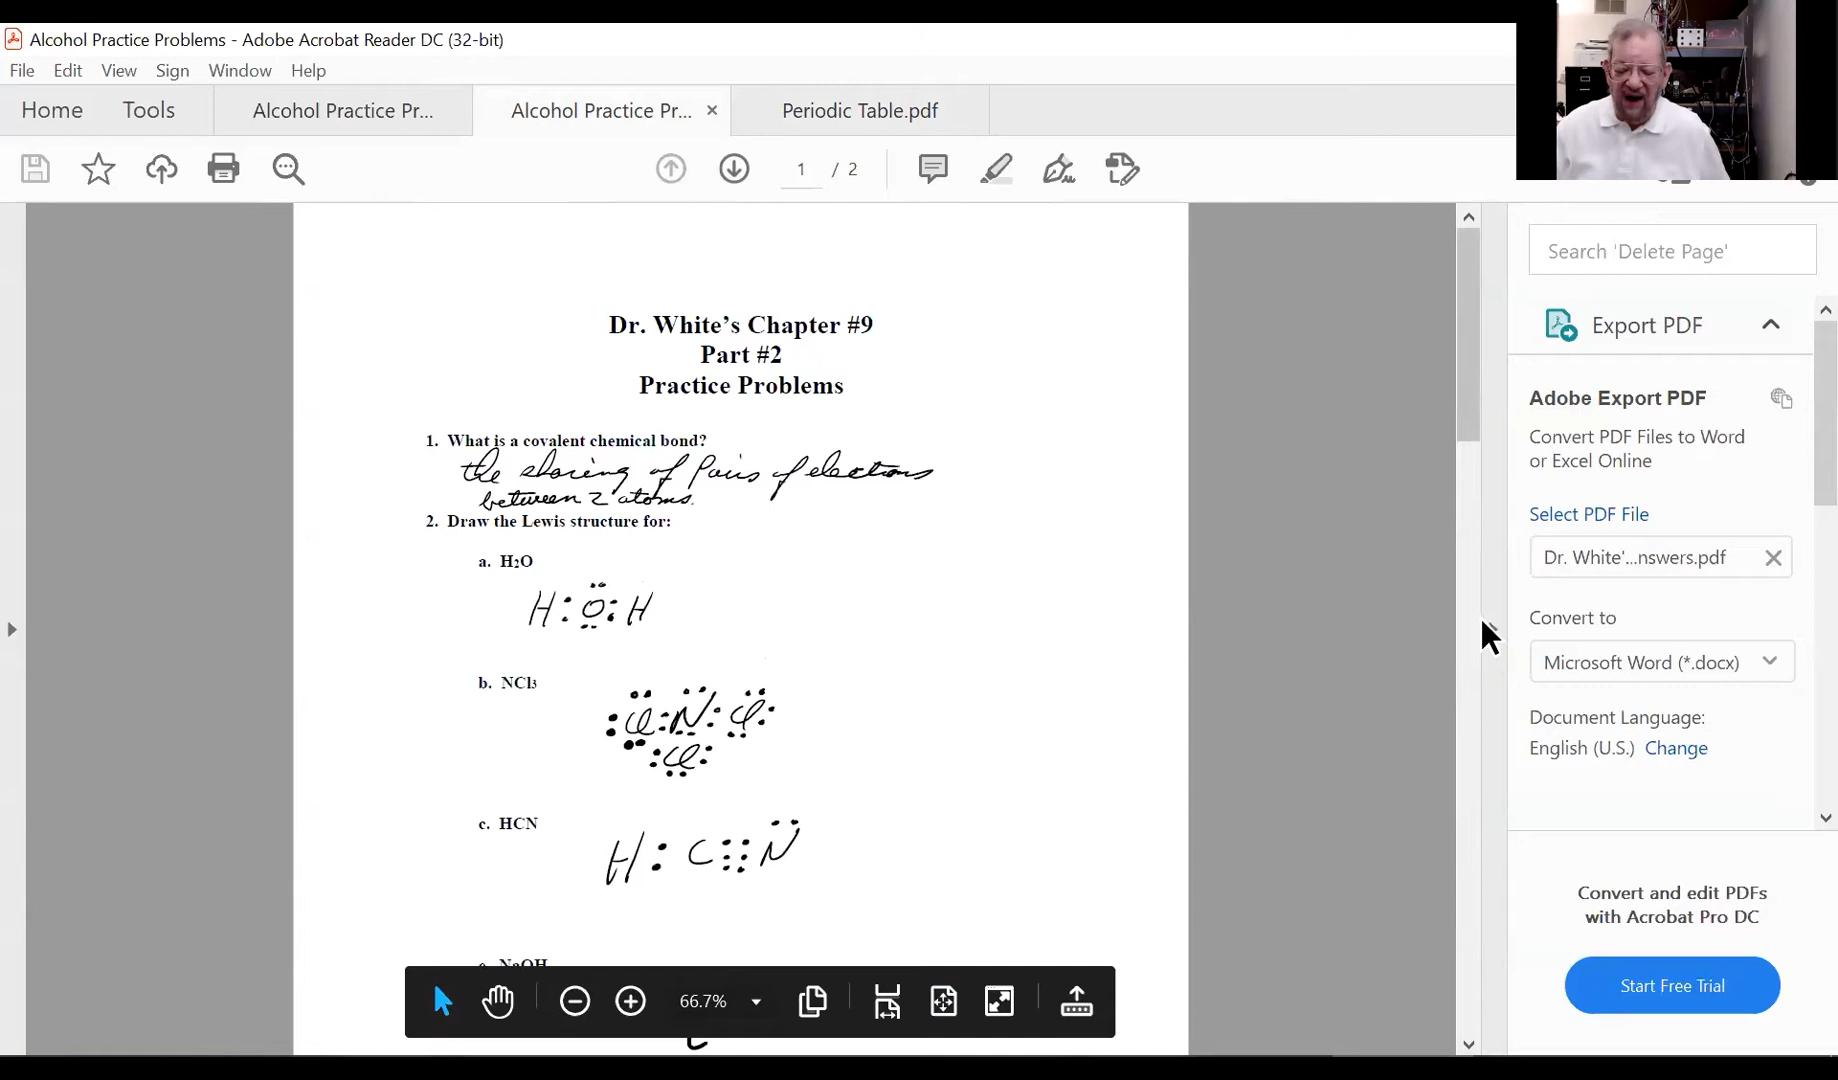 Alcohol Practice Problems - Adobe Acrobat Reader DC (32-bit)
File Edit View Sign Window Help
Home Tools Alcohol Practice Pr... Alcohol Practice Pr... × Periodic Table.pdf
1 / 2
Search 'Delete Page'
Export PDF
Adobe Export PDF
Convert PDF Files to Word
or Excel Online
Select PDF File
Dr. White'...nswers.pdf
Convert to
Microsoft Word (*.docx)
Document Language:
English (U.S.) Change
Convert and edit PDFs
with Acrobat Pro DC
Start Free Trial
Dr. White's Chapter #9
Part #2
Practice Problems
1. What is a covalent chemical bond?
the sharing of pairs of electrons
between 2 atoms.
2. Draw the Lewis structure for:
a. H₂O
H : O : H
b. NCl₃
: Cl : N : Cl :
: Cl :
c. HCN
H : C ⫶⫶ N
NaOH
66.7%